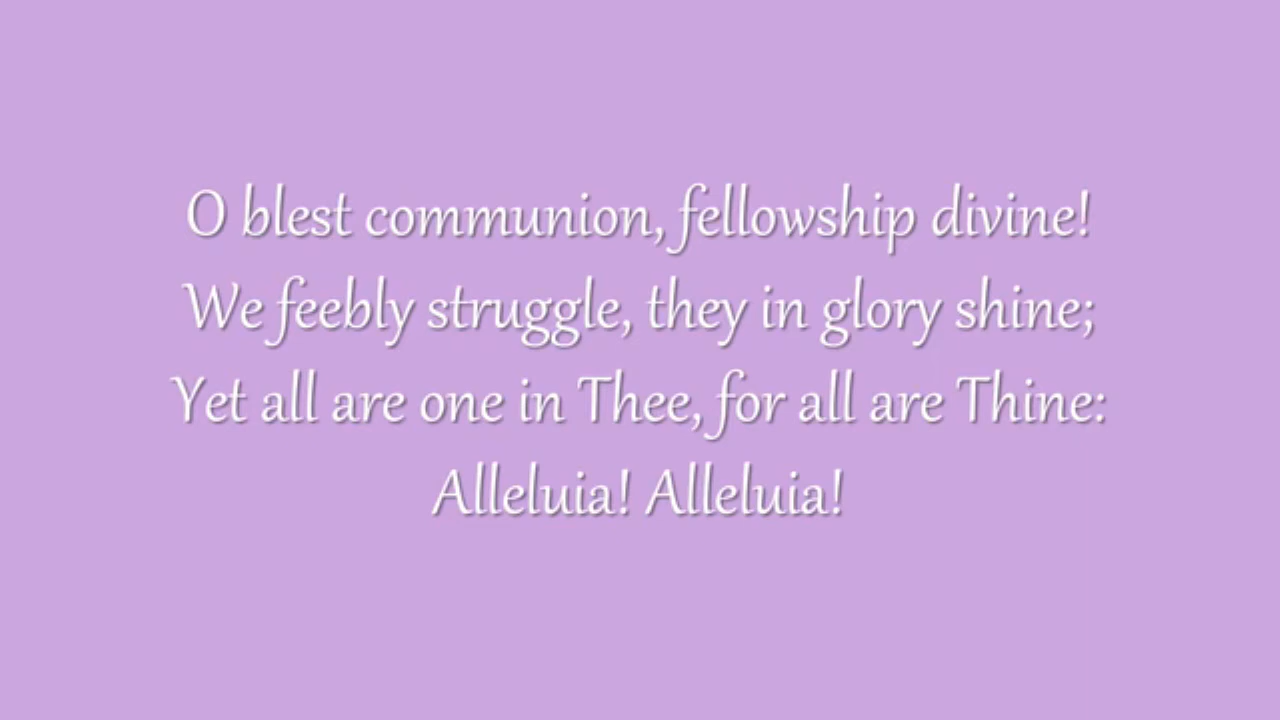 O blest communion, fellowship divine!
We feebly struggle, they in glory shine;
Yet all are one in Thee, for all are Thine:
Alleluia! Alleluia!